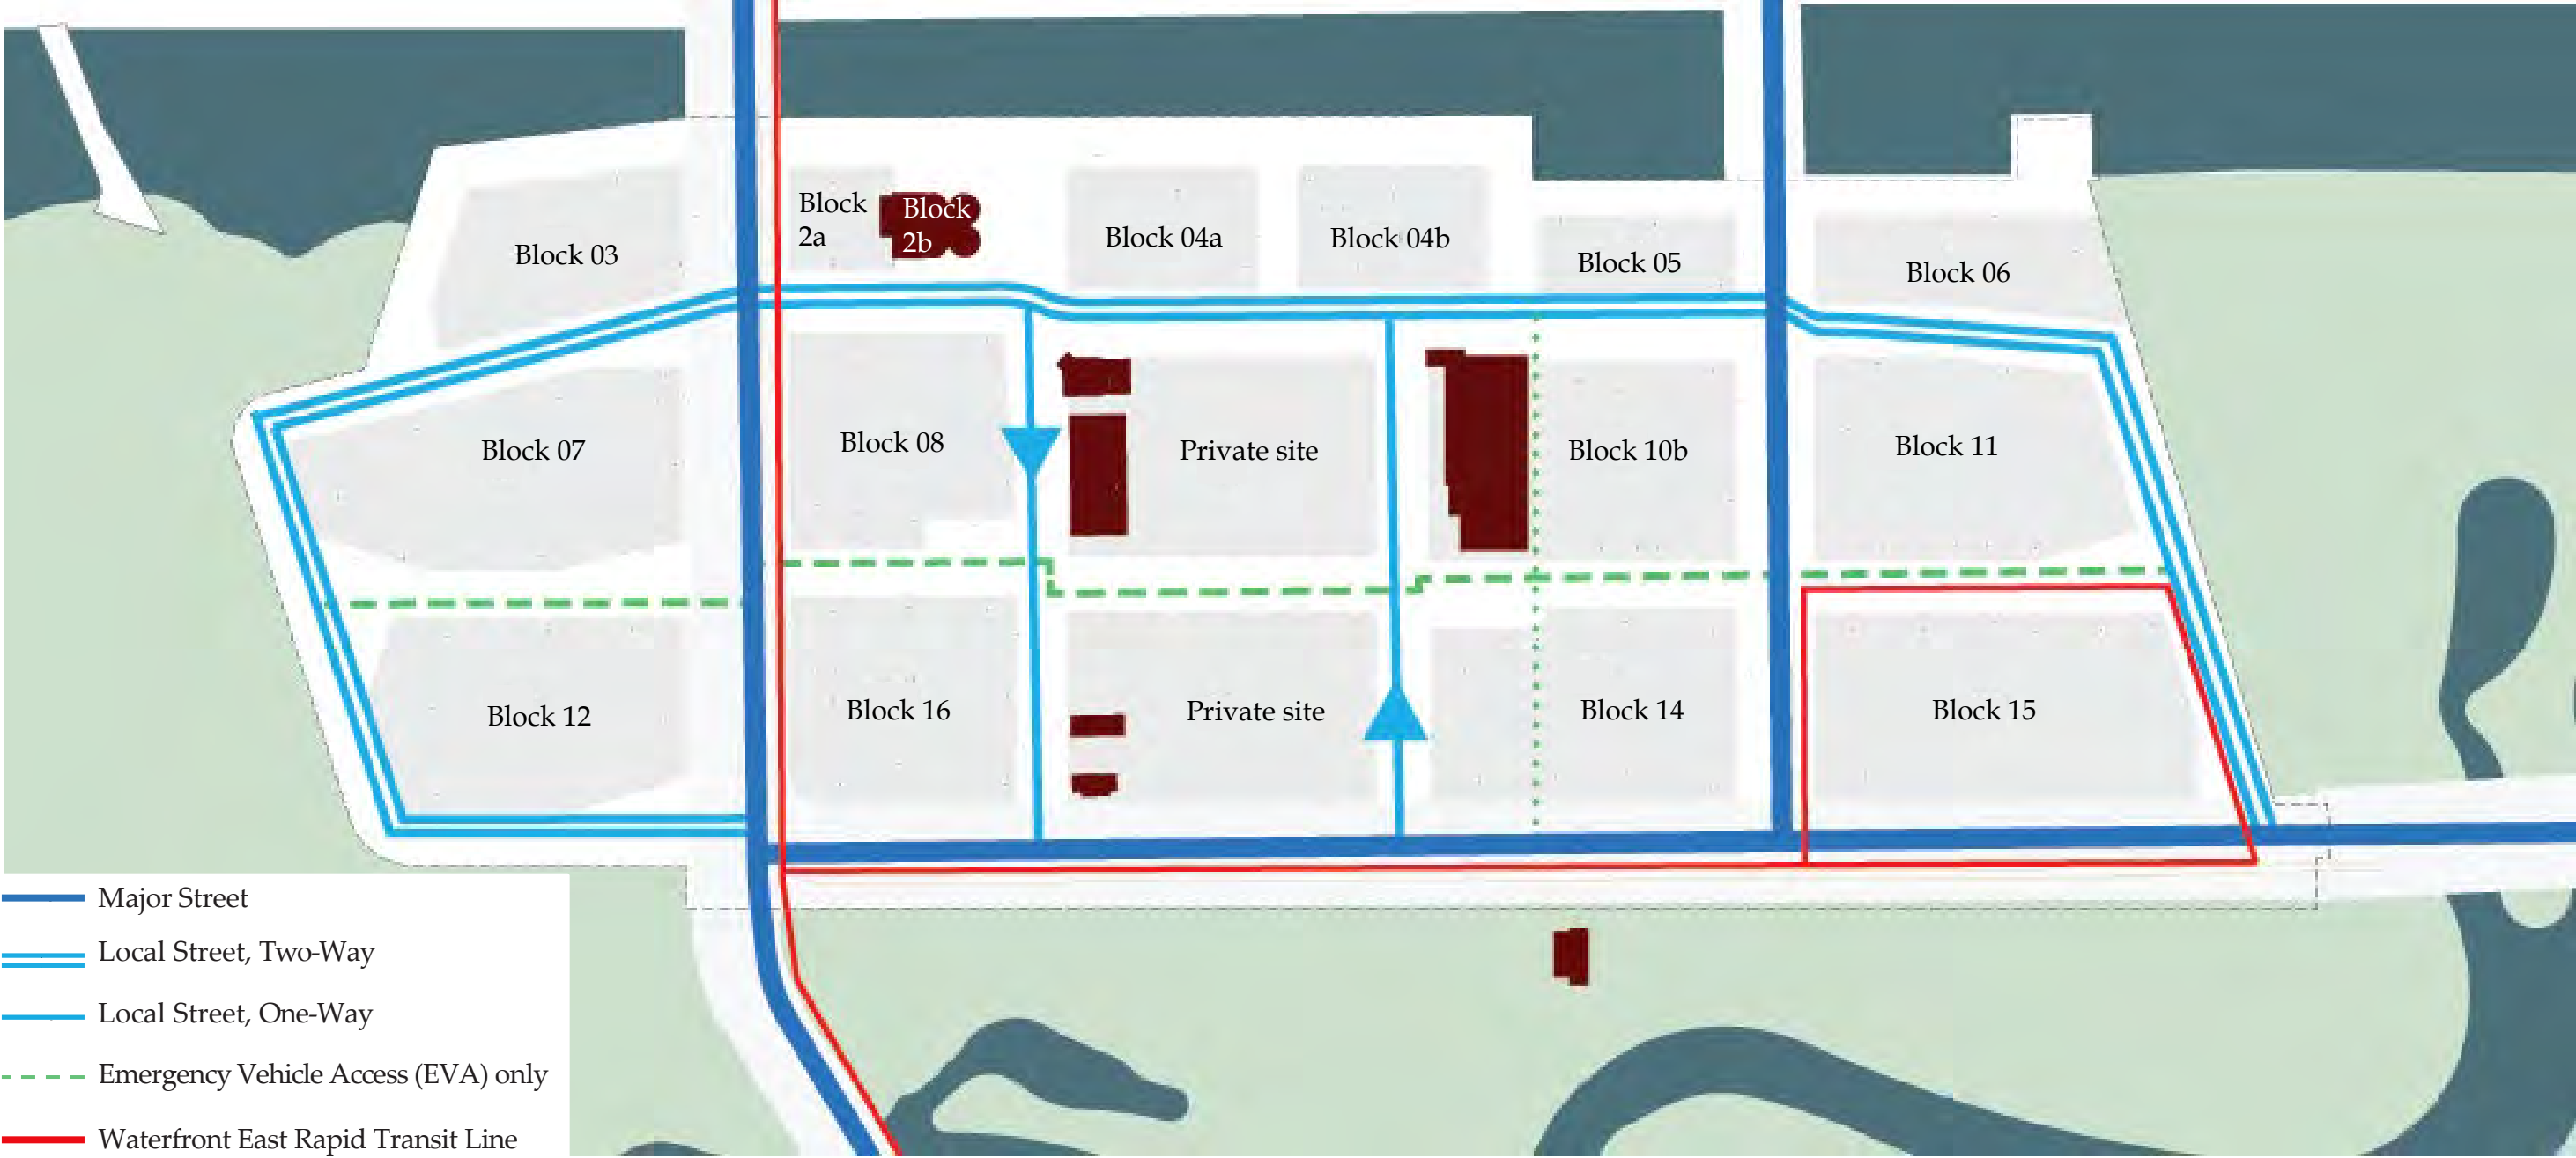 Block 03
Block
2a
Block
2b
Block 04a
Block 04b
Block 05
Block 06
Block 07
Block 08
Private site
Block 10b
Block 11
Block 12
Block 16
Private site
Block 14
Block 15
Major Street
Local Street, Two-Way
Local Street, One-Way
Emergency Vehicle Access (EVA) only
Waterfront East Rapid Transit Line